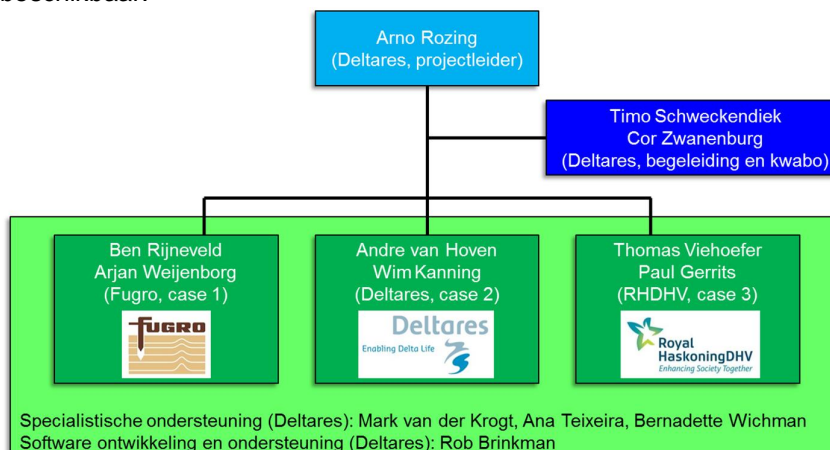 Arno Rozing
(Deltares, projectleider)
Timo Schweckendiek
Cor Zwanenburg
(Deltares, begeleiding en kwabo)
Ben Rijneveld
Arjan Weijenborg
(Fugro, case 1)
FUGRO
Andre van Hoven
Wim Kanning
(Deltares, case 2)
Deltares
Enabling Delta Life
Thomas Viehoefer
Paul Gerrits
(RHDHV, case 3)
Royal
HaskoningDHV
Enhancing Society Together
Specialistische ondersteuning (Deltares): Mark van der Krogt, Ana Teixeira, Bernadette Wichman
Software ontwikkeling en ondersteuning (Deltares): Rob Brinkman